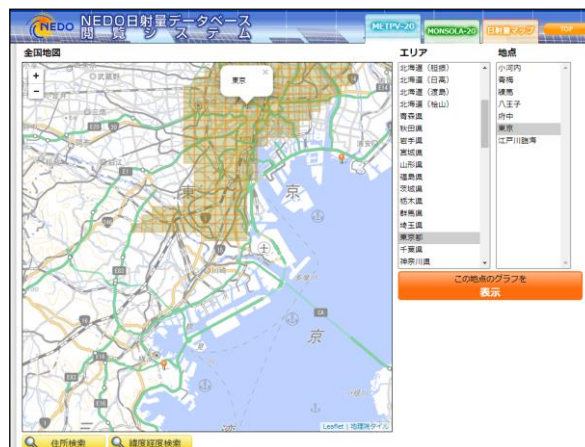 NEDO
NEDO日射量データベース
閲覧システム
METPV-20
MONSOLA-20
日射量マップ
TOP
全国地図
エリア
地点
+
−
東京
×
北海道（胆振）
北海道（日高）
北海道（渡島）
北海道（檜山）
青森県
秋田県
岩手県
宮城県
山形県
福島県
茨城県
栃木県
群馬県
埼玉県
東京都
千葉県
神奈川県
小河内
青梅
練馬
八王子
府中
東京
江戸川臨海
東
京
京
Leaflet | 地理院タイル
この地点のグラフを
表示
住所検索
緯度経度検索